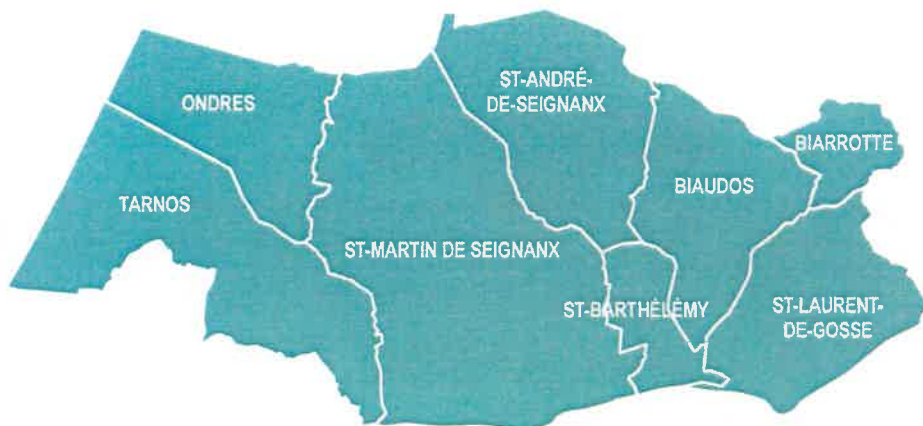 ONDRES
ST-ANDRÉ-
DE-SEIGNANX
BIARROTTE
BIAUDOS
TARNOS
ST-MARTIN DE SEIGNANX
ST-BARTHÉLÉMY
ST-LAURENT-
DE-GOSSE